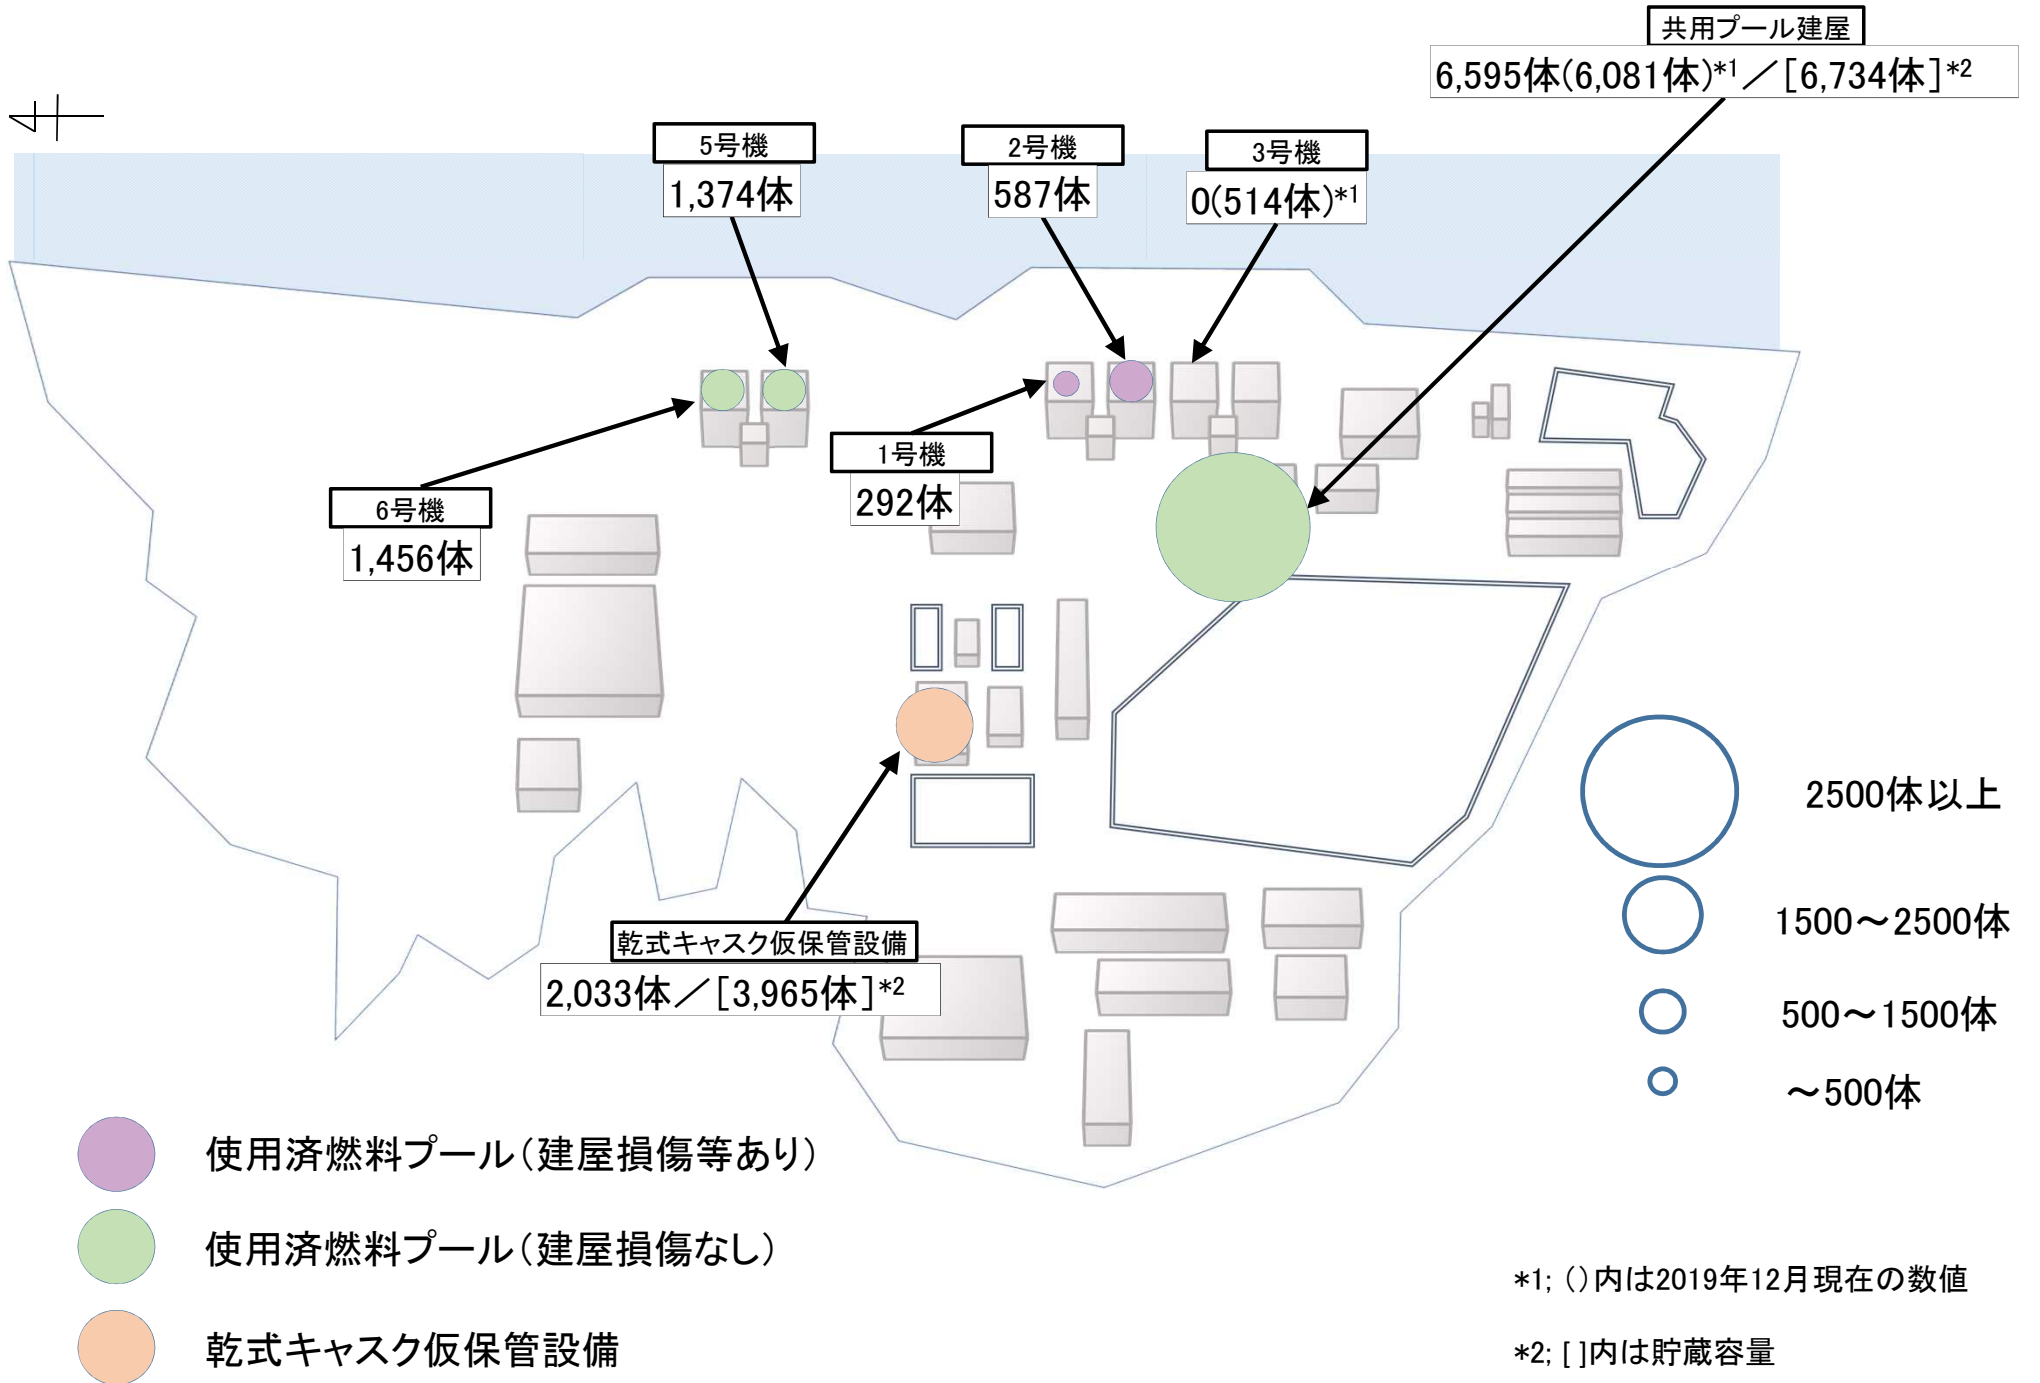 共用プール建屋
6,595体(6,081体)*1／[6,734体]*2
5号機
1,374体
2号機
587体
3号機
0(514体)*1
1号機
292体
6号機
1,456体
乾式キャスク仮保管設備
2,033体／[3,965体]*2
2500体以上
1500～2500体
500～1500体
～500体
使用済燃料プール（建屋損傷等あり）
使用済燃料プール（建屋損傷なし）
乾式キャスク仮保管設備
*1; （）内は2019年12月現在の数値
*2; [ ]内は貯蔵容量